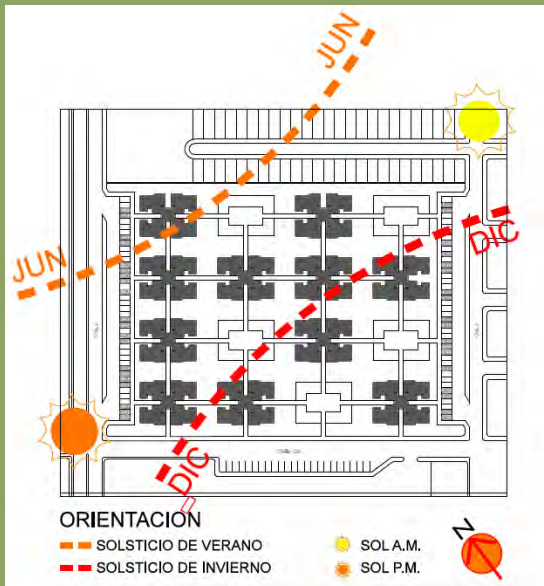 JUN
JUN
DIC
DIC
ORIENTACION
SOLSTICIO DE VERANO
SOL A.M.
SOLSTICIO DE INVIERNO
SOL P.M.
N